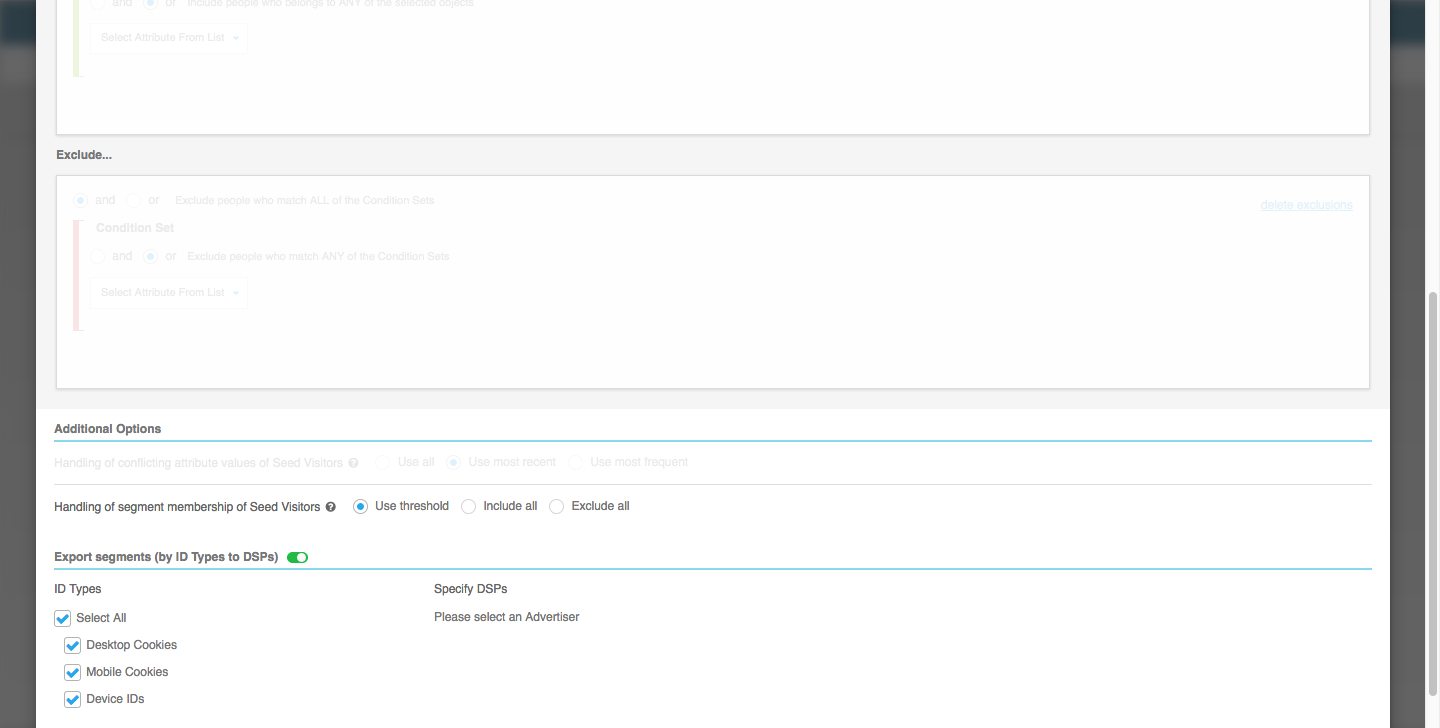 and or Include people who belongs to ANY of the selected objects
Select Attribute From List
Exclude...
and or Exclude people who match ALL of the Condition Sets
delete exclusions
Condition Set
and or Exclude people who match ANY of the Condition Sets
Select Attribute From List
Additional Options
Handling of conflicting attribute values of Seed Visitors ? Use all Use most recent Use most frequent
Handling of segment membership of Seed Visitors ? Use threshold Include all Exclude all
Export segments (by ID Types to DSPs)
ID Types Specify DSPs
Select All Please select an Advertiser
Desktop Cookies
Mobile Cookies
Device IDs